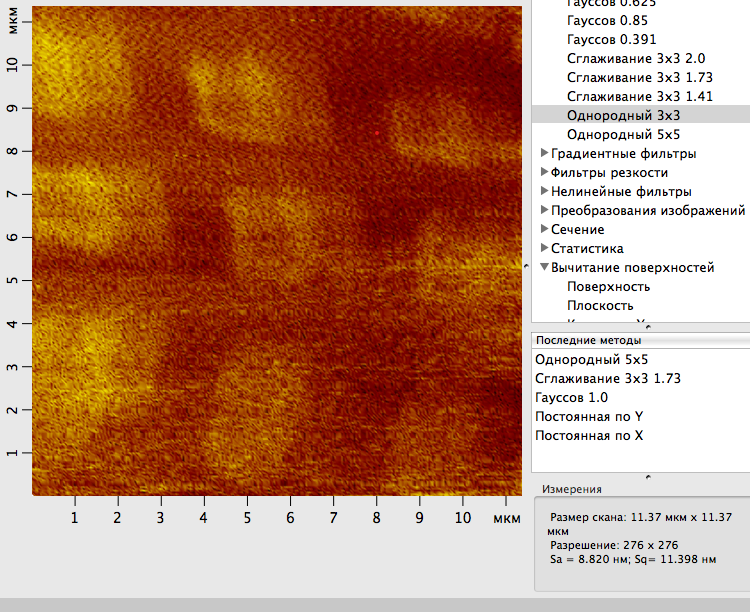 мкм
10
9
8
7
6
5
4
3
2
1
1 2 3 4 5 6 7 8 9 10 мкм
Гауссов 0.625
Гауссов 0.85
Гауссов 0.391
Сглаживание 3x3 2.0
Сглаживание 3x3 1.73
Сглаживание 3x3 1.41
Однородный 3x3
Однородный 5x5
Градиентные фильтры
Фильтры резкости
Нелинейные фильтры
Преобразования изображений
Сечение
Статистика
Вычитание поверхностей
Поверхность
Плоскость
Последние методы
Однородный 5x5
Сглаживание 3x3 1.73
Гауссов 1.0
Постоянная по Y
Постоянная по X
Измерения
Размер скана: 11.37 мкм x 11.37
мкм
Разрешение: 276 x 276
Sa = 8.820 нм; Sq= 11.398 нм